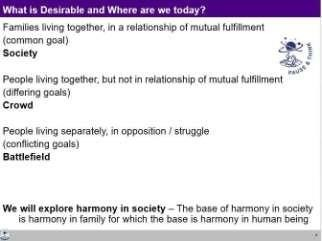 What is Desirable and Where are we today?
Families living together, in a relationship of mutual fulfillment
(common goal)
Society
PAUSE & THINK
People living together, but not in relationship of mutual fulfillment
(differing goals)
Crowd
People living separately, in opposition / struggle
(conflicting goals)
Battlefield
We will explore harmony in society – The base of harmony in society
is harmony in family for which the base is harmony in human being